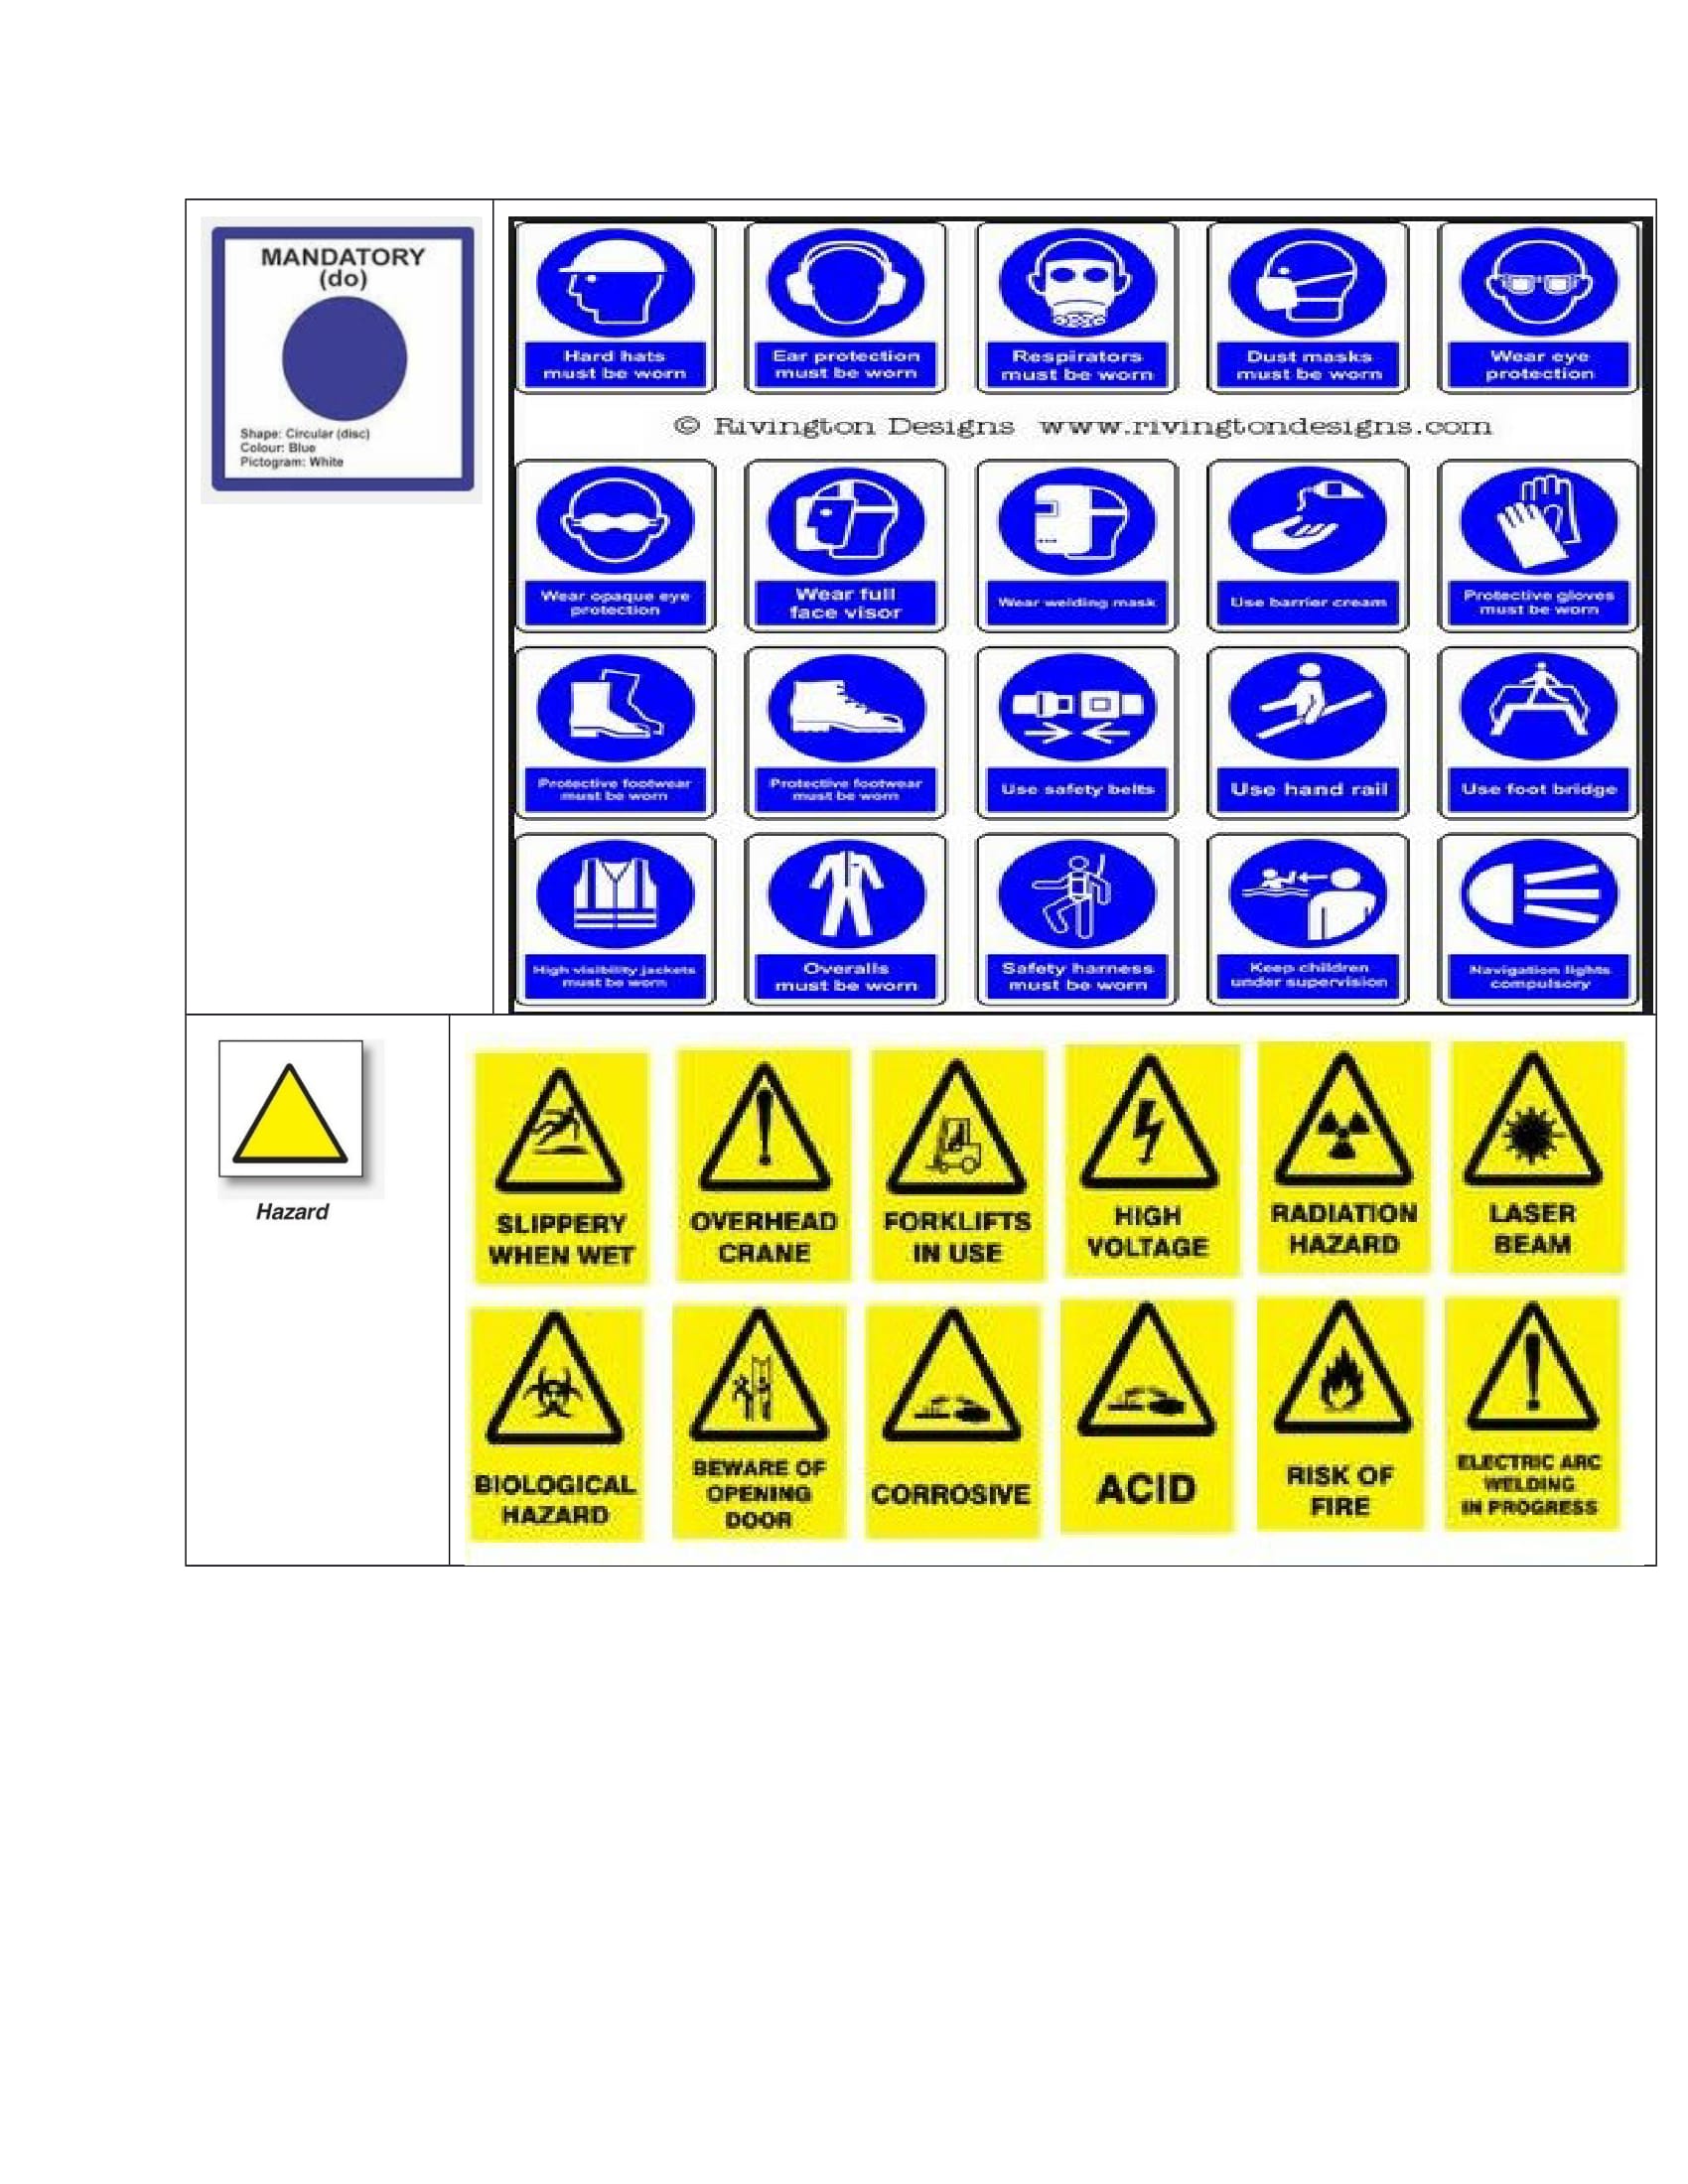 MANDATORY
(do)
Shape: Circular (disc)
Colour: Blue
Pictogram: White
Hard hats
must be worn
Ear protection
must be worn
Respirators
must be worn
Dust masks
must be worn
Wear eye
protection
© Rivington Designs www.rivingtondesigns.com
Wear opaque eye
protection
Wear full
face visor
Wear welding mask
Use barrier cream
Protective gloves
must be worn
Protective footwear
must be worn
Protective footwear
must be worn
Use safety belts
Use hand rail
Use foot bridge
High visibility jackets
must be worn
Overalls
must be worn
Safety harness
must be worn
Keep children
under supervision
Navigation lights
compulsory
Hazard
SLIPPERY
WHEN WET
OVERHEAD
CRANE
FORKLIFTS
IN USE
HIGH
VOLTAGE
RADIATION
HAZARD
LASER
BEAM
BIOLOGICAL
HAZARD
BEWARE OF
OPENING
DOOR
CORROSIVE
ACID
RISK OF
FIRE
ELECTRIC ARC
WELDING
IN PROGRESS